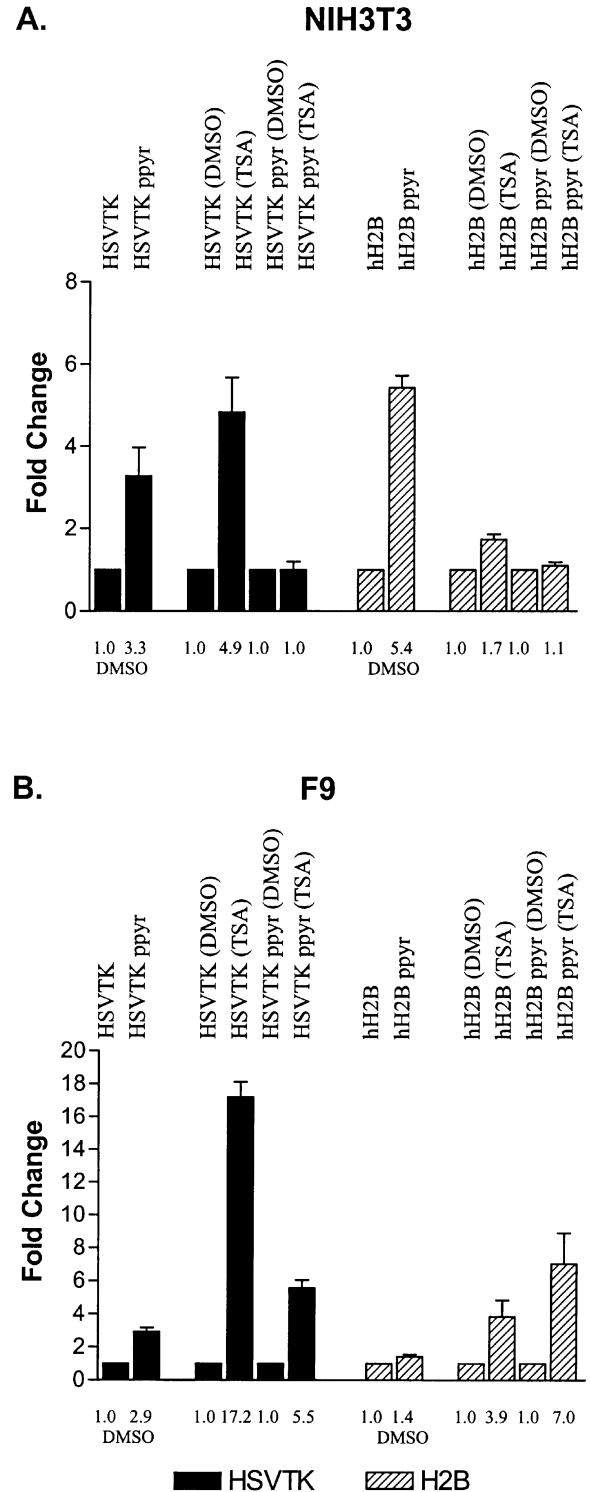 A. NIH3T3
HSVTK
HSVTK ppyr
HSVTK (DMSO)
HSVTK (TSA)
HSVTK ppyr (DMSO)
HSVTK ppyr (TSA)
hH2B
hH2B ppyr
hH2B (DMSO)
hH2B (TSA)
hH2B ppyr (DMSO)
hH2B ppyr (TSA)
Fold Change
8
6
4
2
0
1.0 3.3 1.0 4.9 1.0 1.0 1.0 5.4 1.0 1.7 1.0 1.1
DMSO DMSO
B. F9
HSVTK
HSVTK ppyr
HSVTK (DMSO)
HSVTK (TSA)
HSVTK ppyr (DMSO)
HSVTK ppyr (TSA)
hH2B
hH2B ppyr
hH2B (DMSO)
hH2B (TSA)
hH2B ppyr (DMSO)
hH2B ppyr (TSA)
Fold Change
20
18
16
14
12
10
8
6
4
2
0
1.0 2.9 1.0 17.2 1.0 5.5 1.0 1.4 1.0 3.9 1.0 7.0
DMSO DMSO
HSVTK H2B